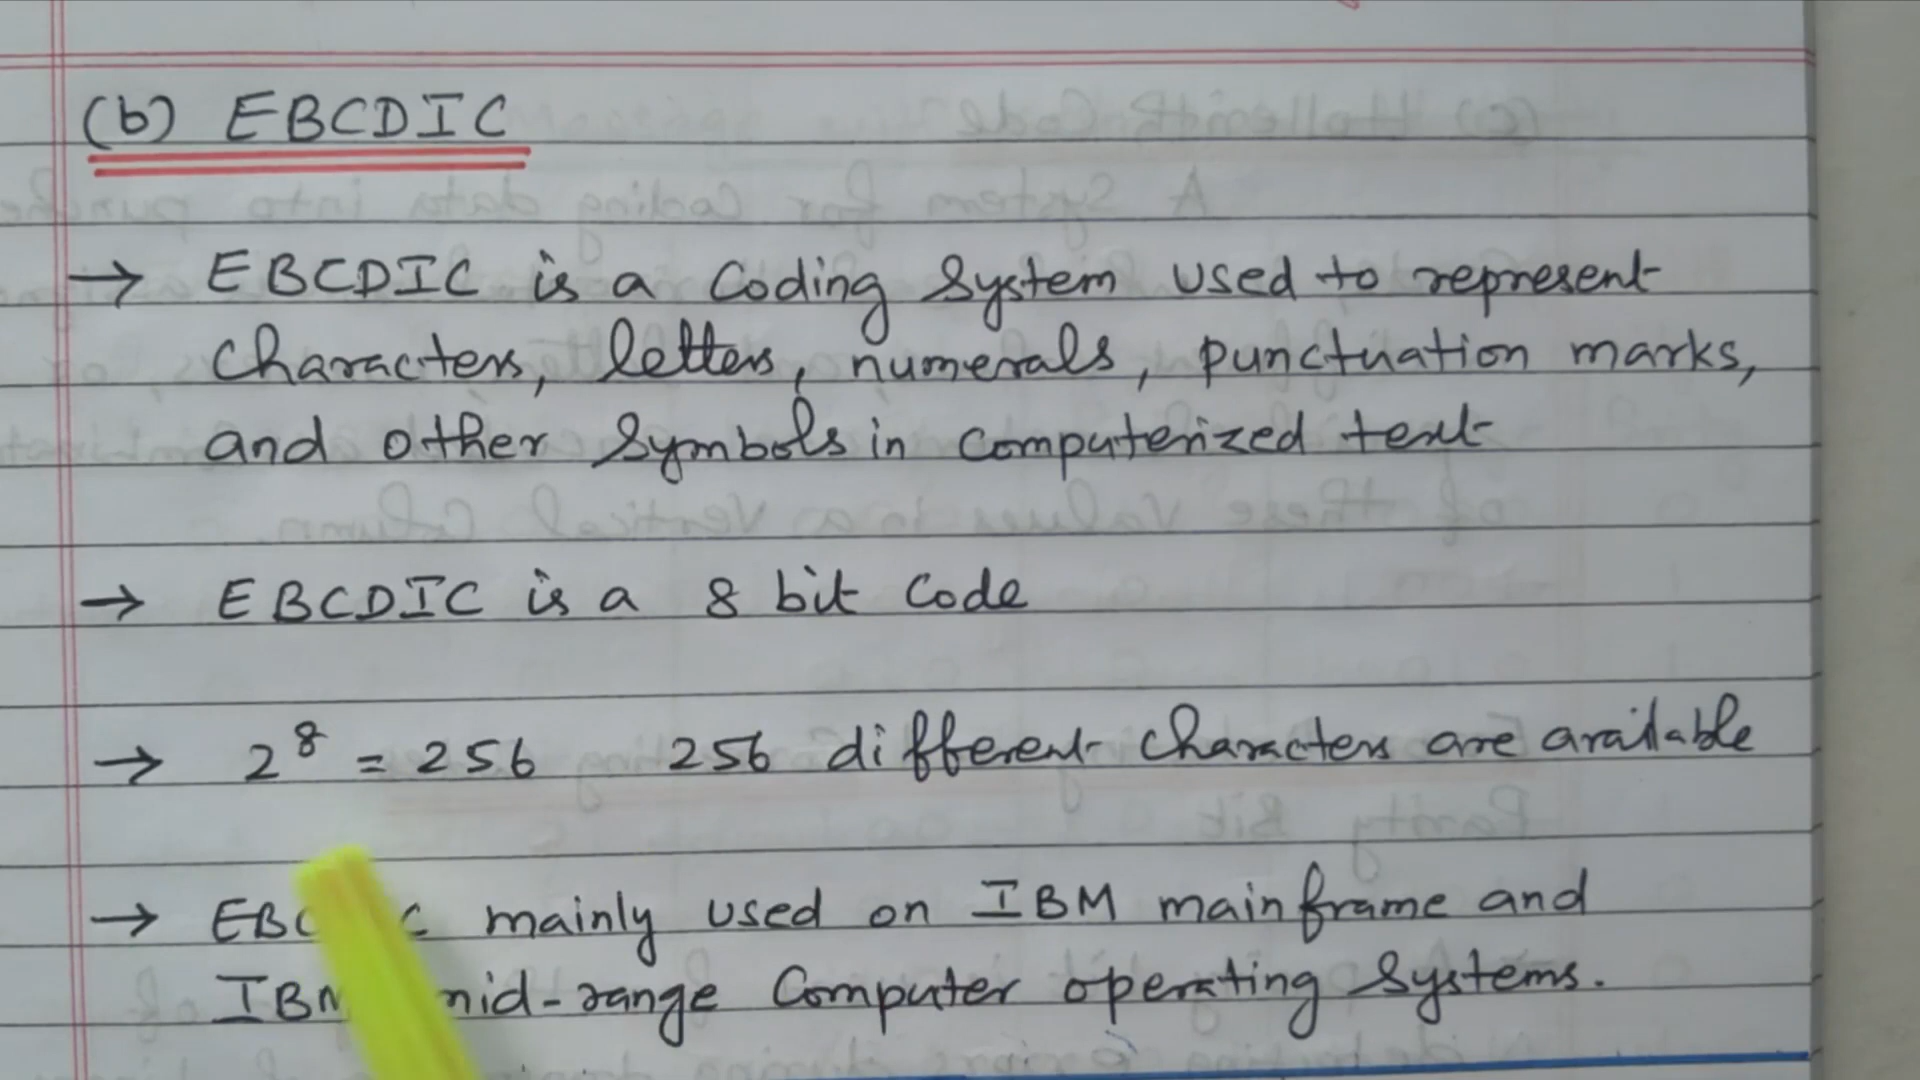 (b) EBCDIC
→ EBCDIC is a Coding System used to represent
Characters, letters, numerals, punctuation marks,
and other Symbols in Computerized text
→ EBCDIC is a 8 bit Code
→ 2⁸ = 256 256 different Characters are available
→ mainly used on IBM mainframe and
IBM mid-range Computer operating Systems.